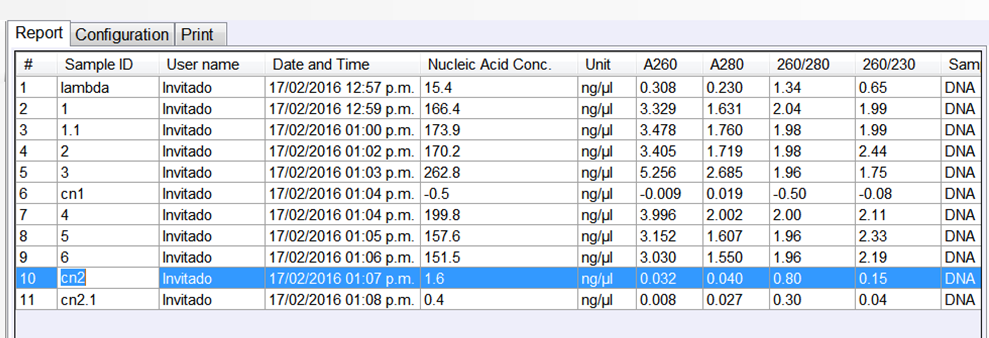 Report Configuration Print
# Sample ID User name Date and Time Nucleic Acid Conc. Unit A260 A280 260/280 260/230 Sam
1 lambda Invitado 17/02/2016 12:57 p.m. 15.4 ng/µl 0.308 0.230 1.34 0.65 DNA
2 1 Invitado 17/02/2016 12:59 p.m. 166.4 ng/µl 3.329 1.631 2.04 1.99 DNA
3 1.1 Invitado 17/02/2016 01:00 p.m. 173.9 ng/µl 3.478 1.760 1.98 1.99 DNA
4 2 Invitado 17/02/2016 01:02 p.m. 170.2 ng/µl 3.405 1.719 1.98 2.44 DNA
5 3 Invitado 17/02/2016 01:03 p.m. 262.8 ng/µl 5.256 2.685 1.96 1.75 DNA
6 cn1 Invitado 17/02/2016 01:04 p.m. -0.5 ng/µl -0.009 0.019 -0.50 -0.08 DNA
7 4 Invitado 17/02/2016 01:04 p.m. 199.8 ng/µl 3.996 2.002 2.00 2.11 DNA
8 5 Invitado 17/02/2016 01:05 p.m. 157.6 ng/µl 3.152 1.607 1.96 2.33 DNA
9 6 Invitado 17/02/2016 01:06 p.m. 151.5 ng/µl 3.030 1.550 1.96 2.19 DNA
10 cn2 Invitado 17/02/2016 01:07 p.m. 1.6 ng/µl 0.032 0.040 0.80 0.15 DNA
11 cn2.1 Invitado 17/02/2016 01:08 p.m. 0.4 ng/µl 0.008 0.027 0.30 0.04 DNA